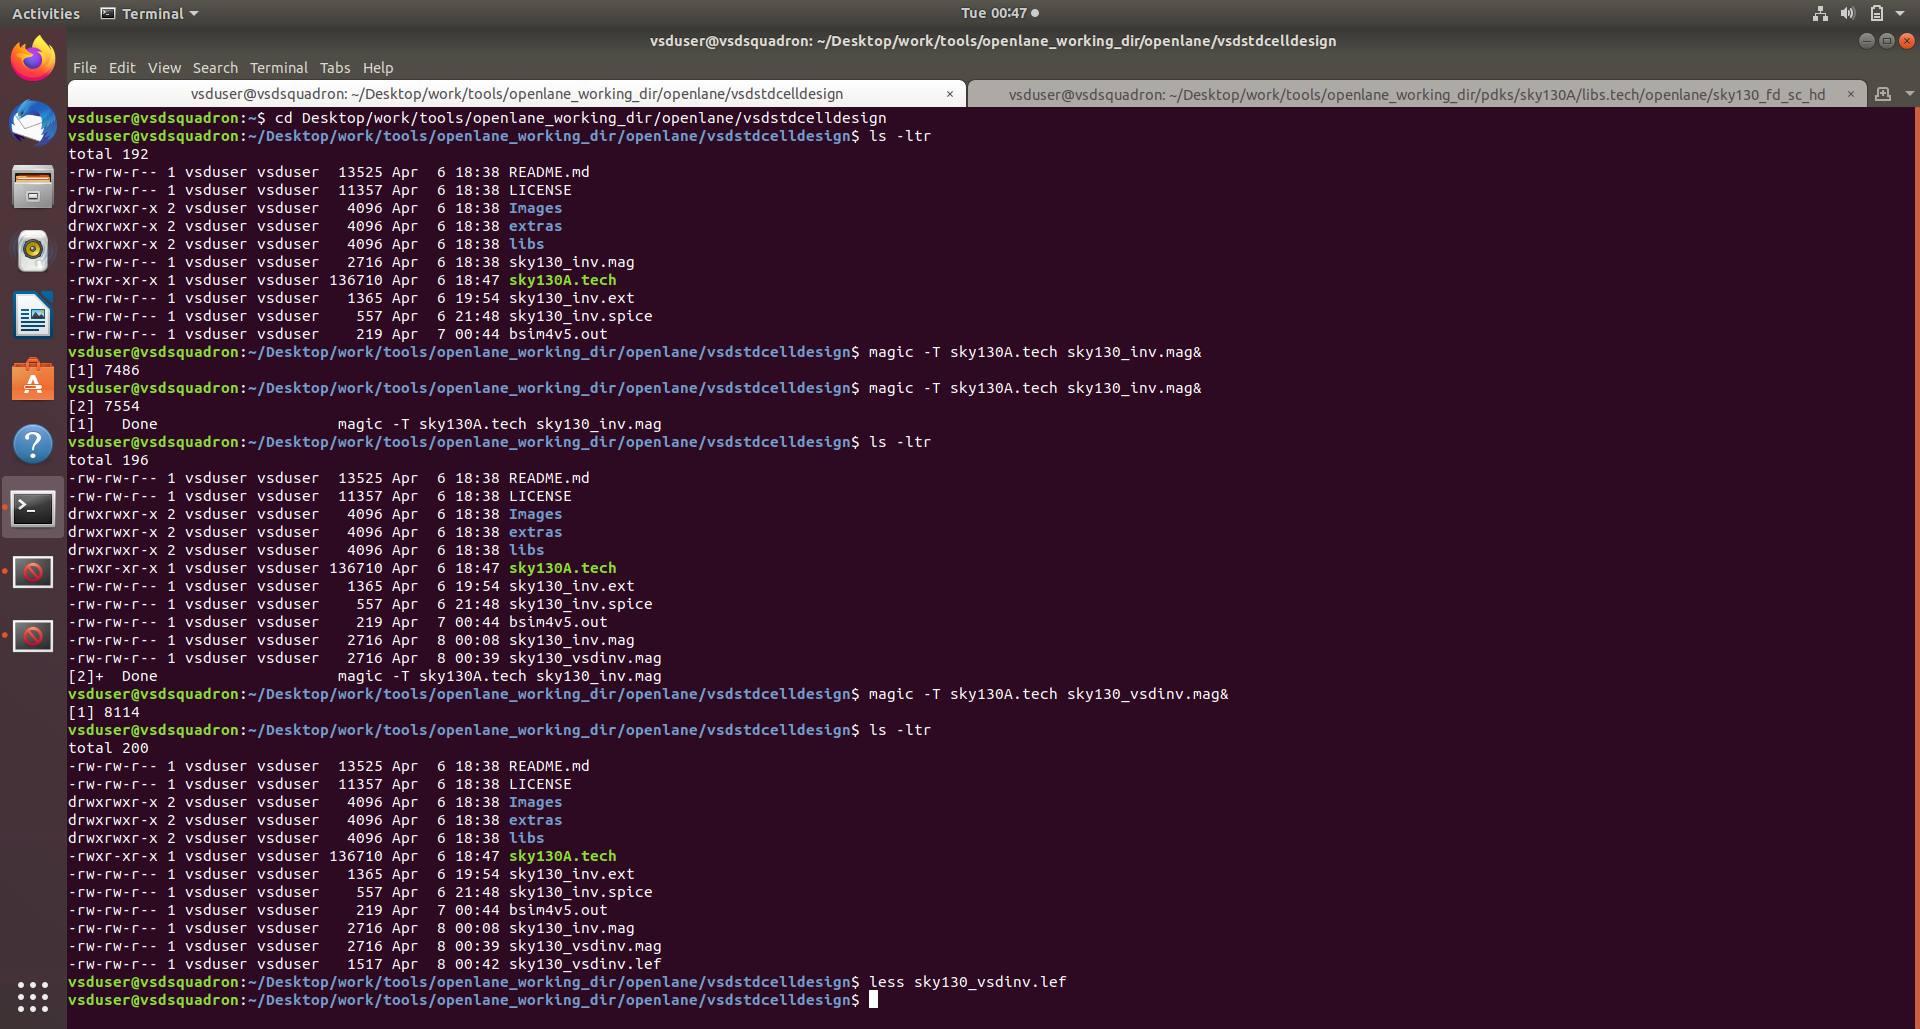 Activities Terminal Tue 00:47
vsduser@vsdsquadron: ~/Desktop/work/tools/openlane_working_dir/openlane/vsdstdcelldesign
File Edit View Search Terminal Tabs Help
vsduser@vsdsquadron: ~/Desktop/work/tools/openlane_working_dir/openlane/vsdstdcelldesign × vsduser@vsdsquadron: ~/Desktop/work/tools/openlane_working_dir/pdks/sky130A/libs.tech/openlane/sky130_fd_sc_hd ×
vsduser@vsdsquadron:~$ cd Desktop/work/tools/openlane_working_dir/openlane/vsdstdcelldesign
vsduser@vsdsquadron:~/Desktop/work/tools/openlane_working_dir/openlane/vsdstdcelldesign$ ls -ltr
total 192
-rw-rw-r-- 1 vsduser vsduser  13525 Apr  6 18:38 README.md
-rw-rw-r-- 1 vsduser vsduser  11357 Apr  6 18:38 LICENSE
drwxrwxr-x 2 vsduser vsduser   4096 Apr  6 18:38 Images
drwxrwxr-x 2 vsduser vsduser   4096 Apr  6 18:38 extras
drwxrwxr-x 2 vsduser vsduser   4096 Apr  6 18:38 libs
-rw-rw-r-- 1 vsduser vsduser   2716 Apr  6 18:38 sky130_inv.mag
-rwxr-xr-x 1 vsduser vsduser 136710 Apr  6 18:47 sky130A.tech
-rw-rw-r-- 1 vsduser vsduser   1365 Apr  6 19:54 sky130_inv.ext
-rw-rw-r-- 1 vsduser vsduser    557 Apr  6 21:48 sky130_inv.spice
-rw-rw-r-- 1 vsduser vsduser    219 Apr  7 00:44 bsim4v5.out
vsduser@vsdsquadron:~/Desktop/work/tools/openlane_working_dir/openlane/vsdstdcelldesign$ magic -T sky130A.tech sky130_inv.mag&
[1] 7486
vsduser@vsdsquadron:~/Desktop/work/tools/openlane_working_dir/openlane/vsdstdcelldesign$ magic -T sky130A.tech sky130_inv.mag&
[2] 7554
[1]   Done                    magic -T sky130A.tech sky130_inv.mag
vsduser@vsdsquadron:~/Desktop/work/tools/openlane_working_dir/openlane/vsdstdcelldesign$ ls -ltr
total 196
-rw-rw-r-- 1 vsduser vsduser  13525 Apr  6 18:38 README.md
-rw-rw-r-- 1 vsduser vsduser  11357 Apr  6 18:38 LICENSE
drwxrwxr-x 2 vsduser vsduser   4096 Apr  6 18:38 Images
drwxrwxr-x 2 vsduser vsduser   4096 Apr  6 18:38 extras
drwxrwxr-x 2 vsduser vsduser   4096 Apr  6 18:38 libs
-rwxr-xr-x 1 vsduser vsduser 136710 Apr  6 18:47 sky130A.tech
-rw-rw-r-- 1 vsduser vsduser   1365 Apr  6 19:54 sky130_inv.ext
-rw-rw-r-- 1 vsduser vsduser    557 Apr  6 21:48 sky130_inv.spice
-rw-rw-r-- 1 vsduser vsduser    219 Apr  7 00:44 bsim4v5.out
-rw-rw-r-- 1 vsduser vsduser   2716 Apr  8 00:08 sky130_inv.mag
-rw-rw-r-- 1 vsduser vsduser   2716 Apr  8 00:39 sky130_vsdinv.mag
[2]+  Done                    magic -T sky130A.tech sky130_inv.mag
vsduser@vsdsquadron:~/Desktop/work/tools/openlane_working_dir/openlane/vsdstdcelldesign$ magic -T sky130A.tech sky130_vsdinv.mag&
[1] 8114
vsduser@vsdsquadron:~/Desktop/work/tools/openlane_working_dir/openlane/vsdstdcelldesign$ ls -ltr
total 200
-rw-rw-r-- 1 vsduser vsduser  13525 Apr  6 18:38 README.md
-rw-rw-r-- 1 vsduser vsduser  11357 Apr  6 18:38 LICENSE
drwxrwxr-x 2 vsduser vsduser   4096 Apr  6 18:38 Images
drwxrwxr-x 2 vsduser vsduser   4096 Apr  6 18:38 extras
drwxrwxr-x 2 vsduser vsduser   4096 Apr  6 18:38 libs
-rwxr-xr-x 1 vsduser vsduser 136710 Apr  6 18:47 sky130A.tech
-rw-rw-r-- 1 vsduser vsduser   1365 Apr  6 19:54 sky130_inv.ext
-rw-rw-r-- 1 vsduser vsduser    557 Apr  6 21:48 sky130_inv.spice
-rw-rw-r-- 1 vsduser vsduser    219 Apr  7 00:44 bsim4v5.out
-rw-rw-r-- 1 vsduser vsduser   2716 Apr  8 00:08 sky130_inv.mag
-rw-rw-r-- 1 vsduser vsduser   2716 Apr  8 00:39 sky130_vsdinv.mag
-rw-rw-r-- 1 vsduser vsduser   1517 Apr  8 00:42 sky130_vsdinv.lef
vsduser@vsdsquadron:~/Desktop/work/tools/openlane_working_dir/openlane/vsdstdcelldesign$ less sky130_vsdinv.lef
vsduser@vsdsquadron:~/Desktop/work/tools/openlane_working_dir/openlane/vsdstdcelldesign$